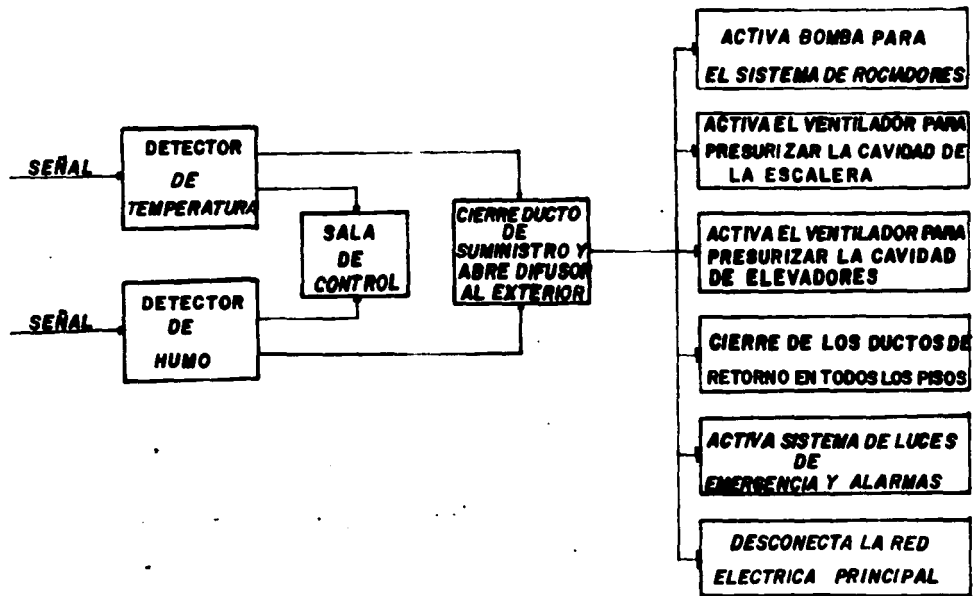 SEÑAL
DETECTOR
DE
TEMPERATURA
SEÑAL
DETECTOR
DE
HUMO
SALA
DE
CONTROL
CIERRE DUCTO
DE
SUMINISTRO Y
ABRE DIFUSOR
AL EXTERIOR
ACTIVA BOMBA PARA
EL SISTEMA DE ROCIADORES
ACTIVA EL VENTILADOR PARA
PRESURIZAR LA CAVIDAD DE
LA ESCALERA
ACTIVA EL VENTILADOR PARA
PRESURIZAR LA CAVIDAD
DE ELEVADORES
CIERRE DE LOS DUCTOS DE
RETORNO EN TODOS LOS PISOS
ACTIVA SISTEMA DE LUCES
DE
EMERGENCIA Y ALARMAS
DESCONECTA LA RED
ELECTRICA PRINCIPAL